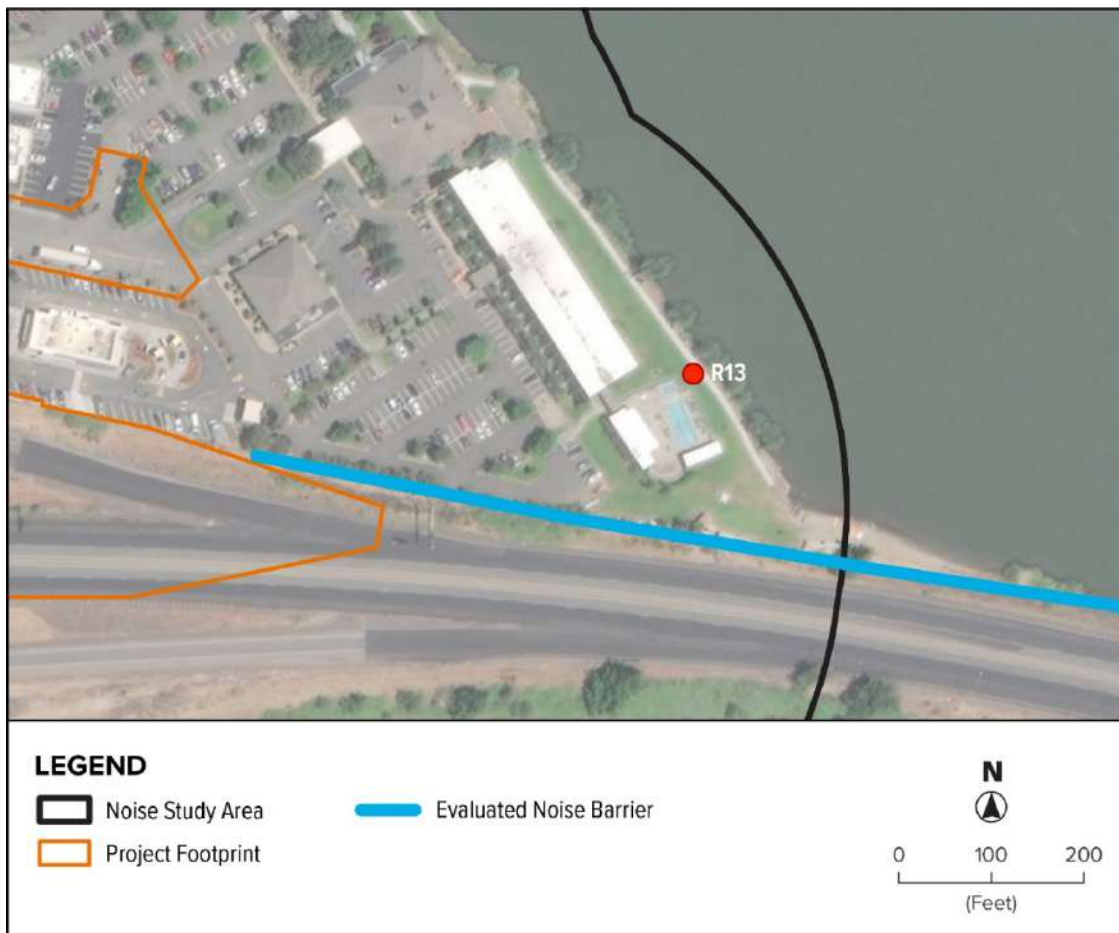 R13
LEGEND
Noise Study Area
Evaluated Noise Barrier
Project Footprint
N
0 100 200
(Feet)